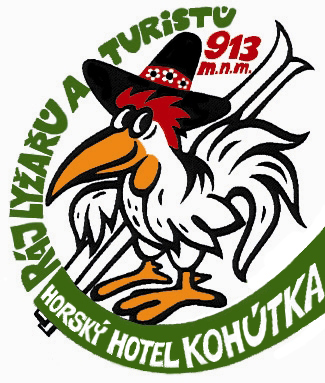 RÁJ LYŽAŘŮ A TURISTŮ
913
m.n.m.
HORSKÝ HOTEL KOHÚTKA